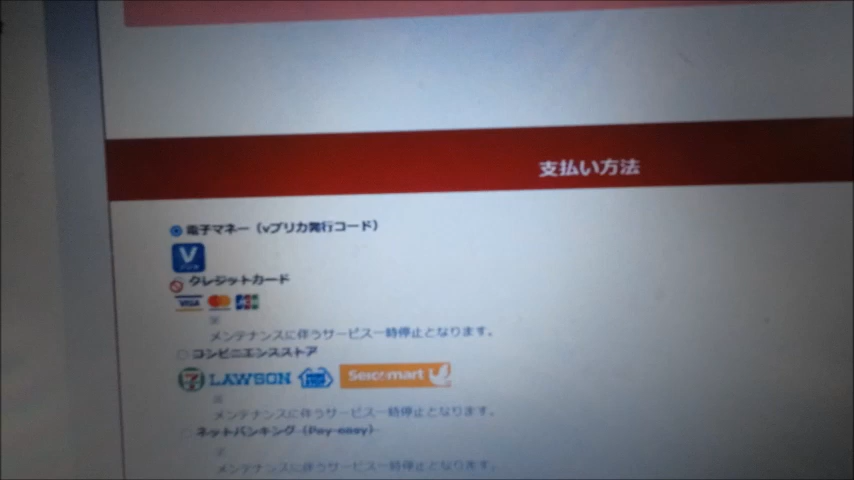 支払い方法
電子マネー（vプリカ発行コード）
V
クレジットカード
VISA
JCB
※
メンテナンスに伴うサービス一時停止となります。
コンビニエンスストア
7 LAWSON Seicomart
※
メンテナンスに伴うサービス一時停止となります。
ネットバンキング（Pay-easy）
※
メンテナンスに伴うサービス一時停止となります。